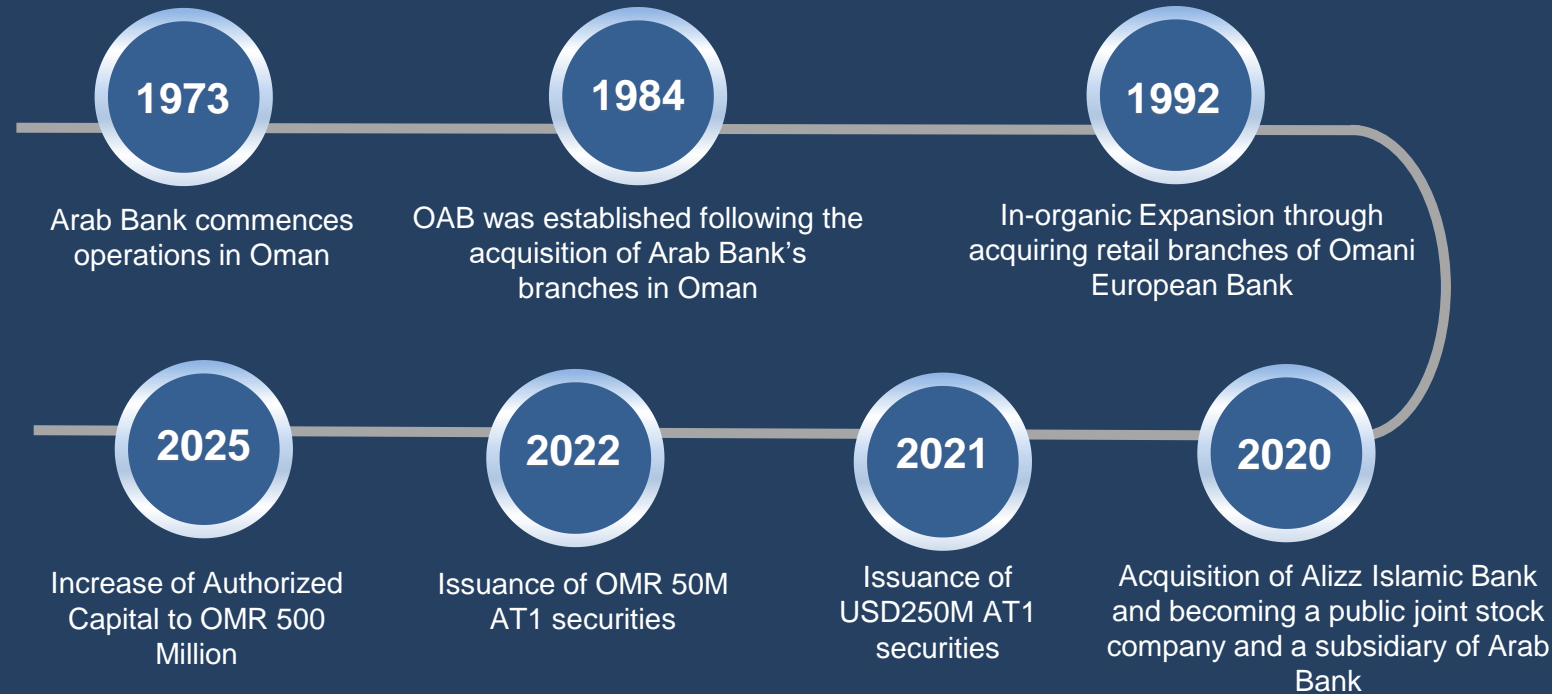 1973
Arab Bank commences
operations in Oman
1984
OAB was established following the
acquisition of Arab Bank’s
branches in Oman
1992
In-organic Expansion through
acquiring retail branches of Omani
European Bank
2020
Acquisition of Alizz Islamic Bank
and becoming a public joint stock
company and a subsidiary of Arab
Bank
2021
Issuance of
USD250M AT1
securities
2022
Issuance of OMR 50M
AT1 securities
2025
Increase of Authorized
Capital to OMR 500
Million